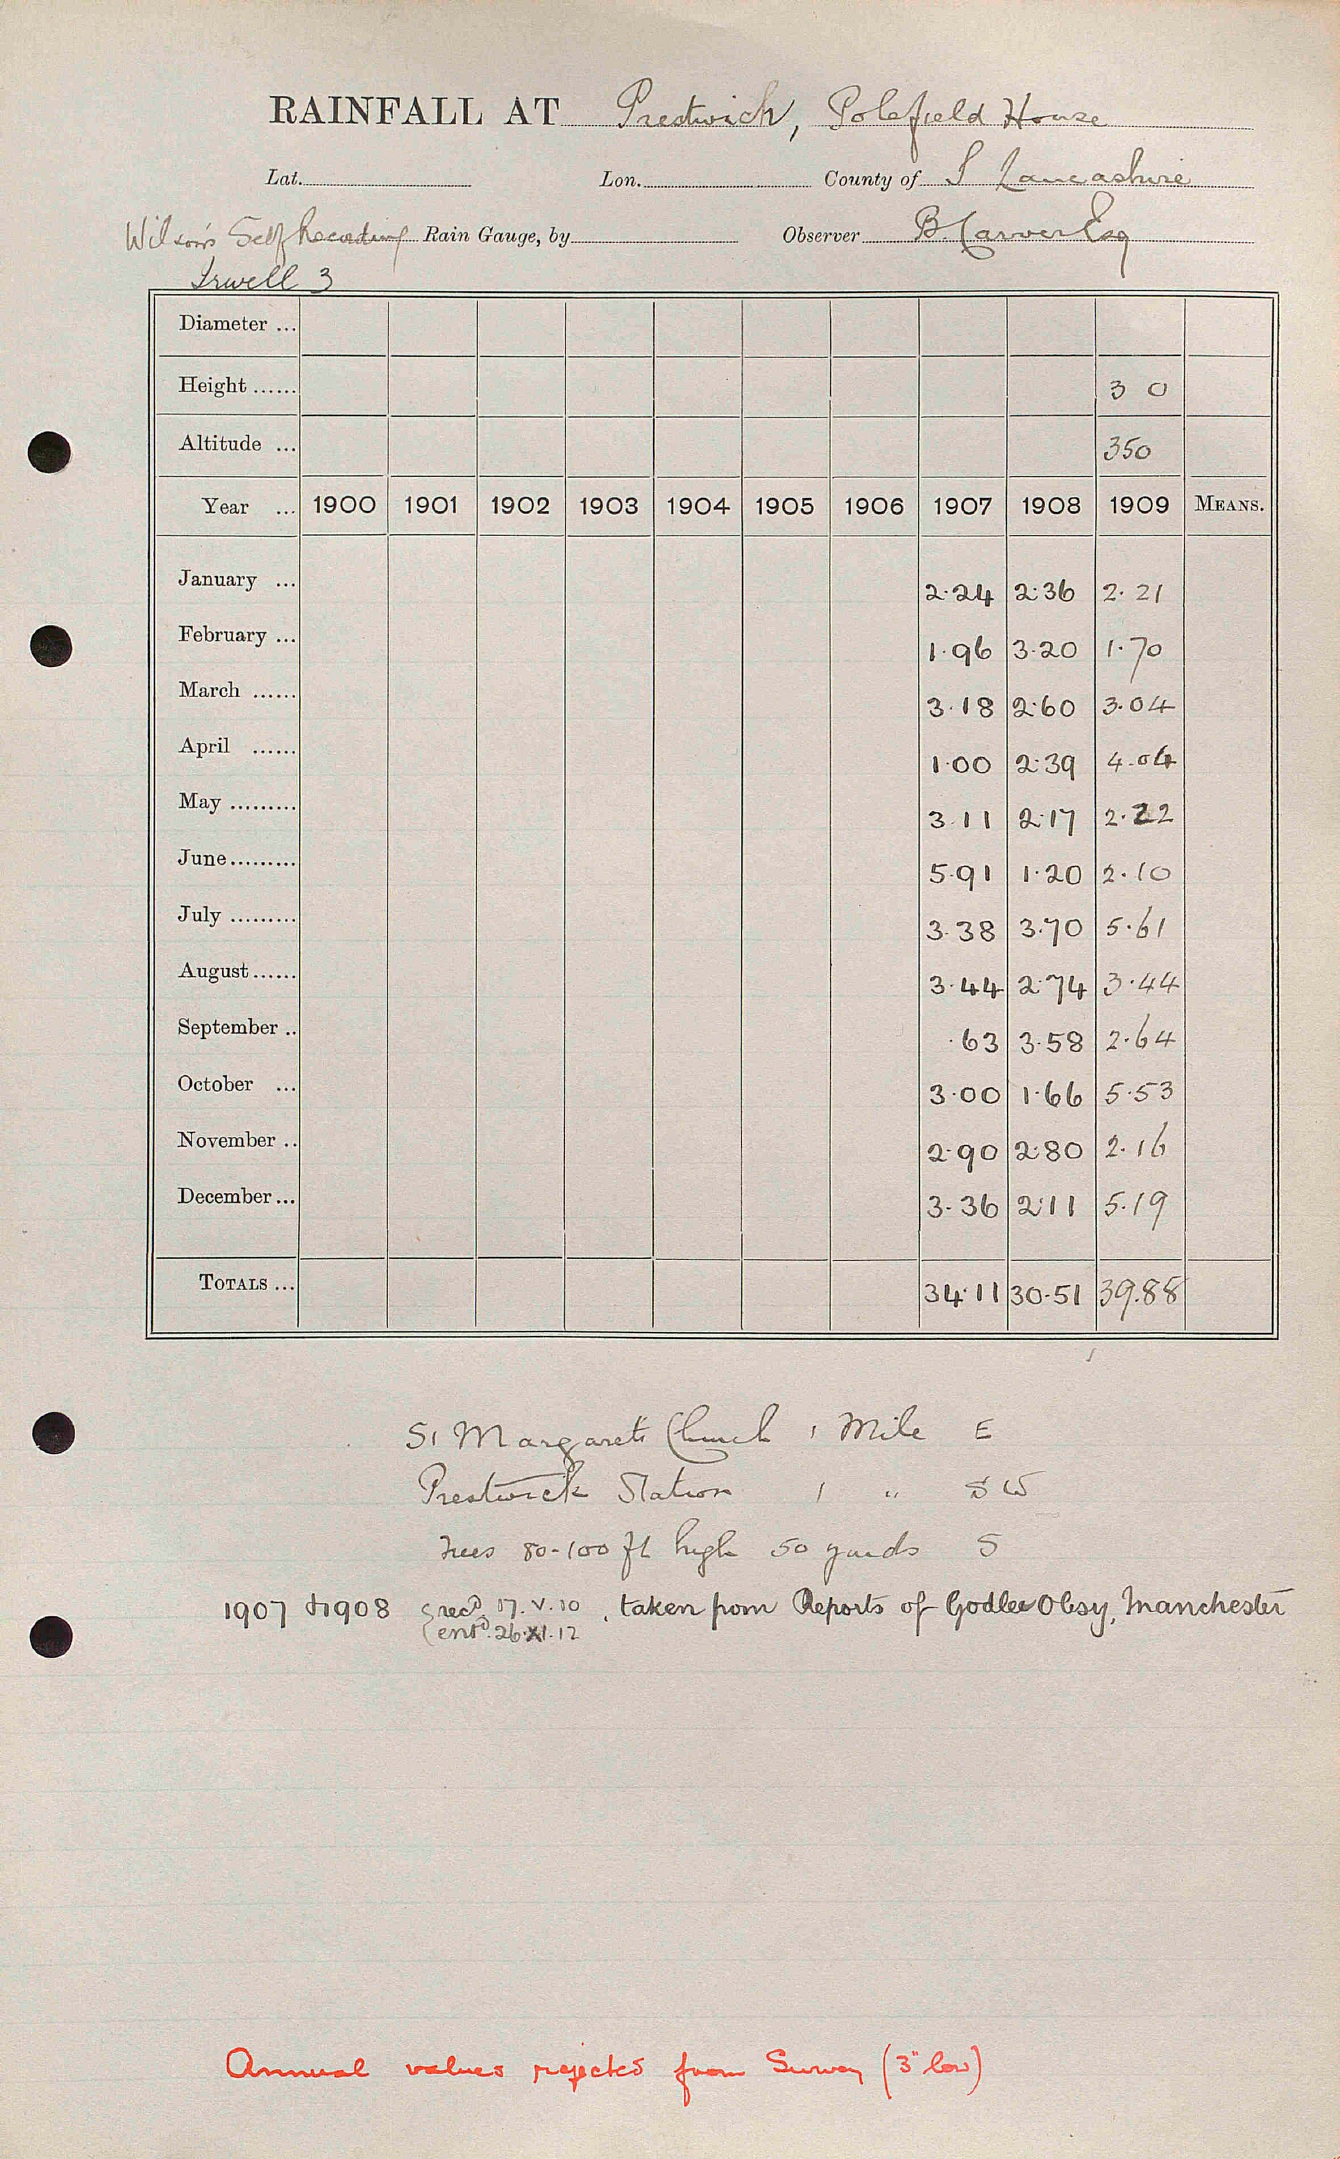 RAINFALL AT Prestwich, Polefield House
Lat. Lon. County of S Lancashire
Wilson's Self Recording Rain Gauge, by Observer B. Carver Esq
Irwell 3
Diameter ...
Height ...... 3 0
Altitude ... 350
Year ... 1900 1901 1902 1903 1904 1905 1906 1907 1908 1909 MEANS.
January ... 2.24 2.36 2.21
February ... 1.96 3.20 1.70
March ...... 3.18 2.60 3.04
April ...... 1.00 2.39 4.04
May ......... 3.11 2.17 2.22
June ......... 5.91 1.20 2.10
July ......... 3.38 3.70 5.61
August ...... 3.44 2.74 3.44
September .. .63 3.58 2.64
October ... 3.00 1.66 5.53
November .. 2.90 2.80 2.16
December ... 3.36 2.11 5.19
TOTALS ... 34.11 30.51 39.88
St Margarets Church 1 Mile E
Prestwick Station 1 " SW
Trees 80-100 ft high 50 yards S
1907 & 1908 recd. 17.V.10, taken from Reports of Godlee Obsy, Manchester
entd. 26.XI.12
Annual values rejected from Survey (3" low)